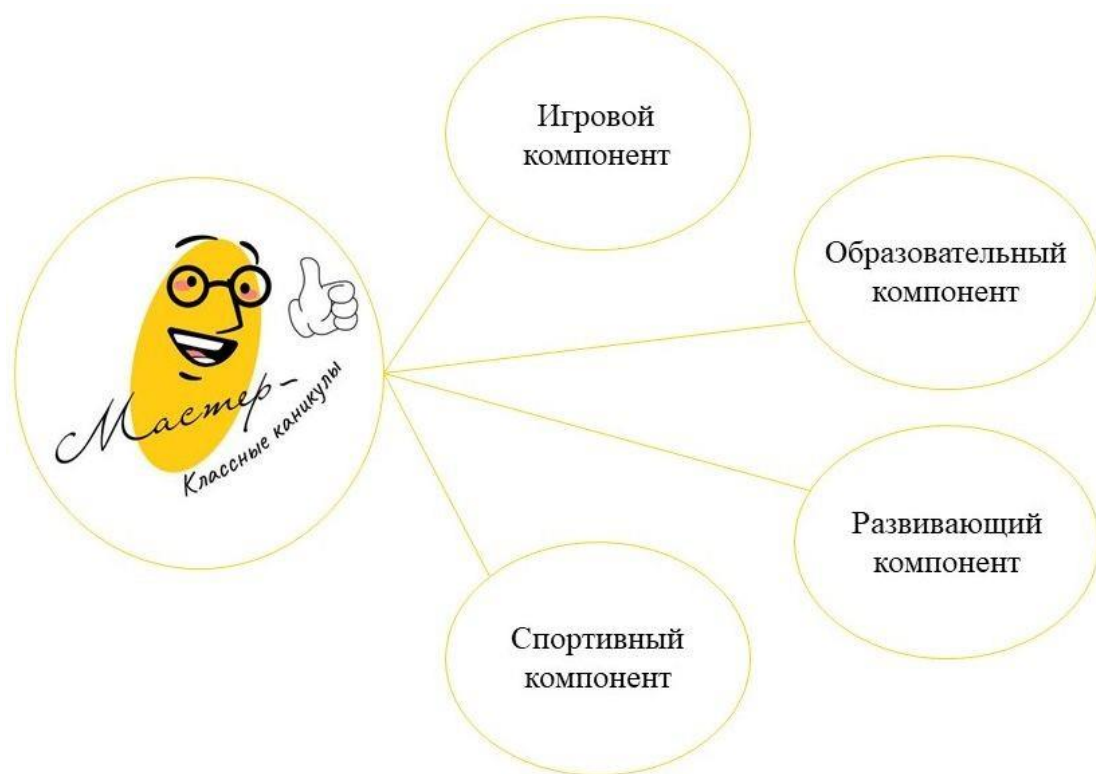 Мастер-
Классные каникулы
Игровой
компонент
Образовательный
компонент
Развивающий
компонент
Спортивный
компонент